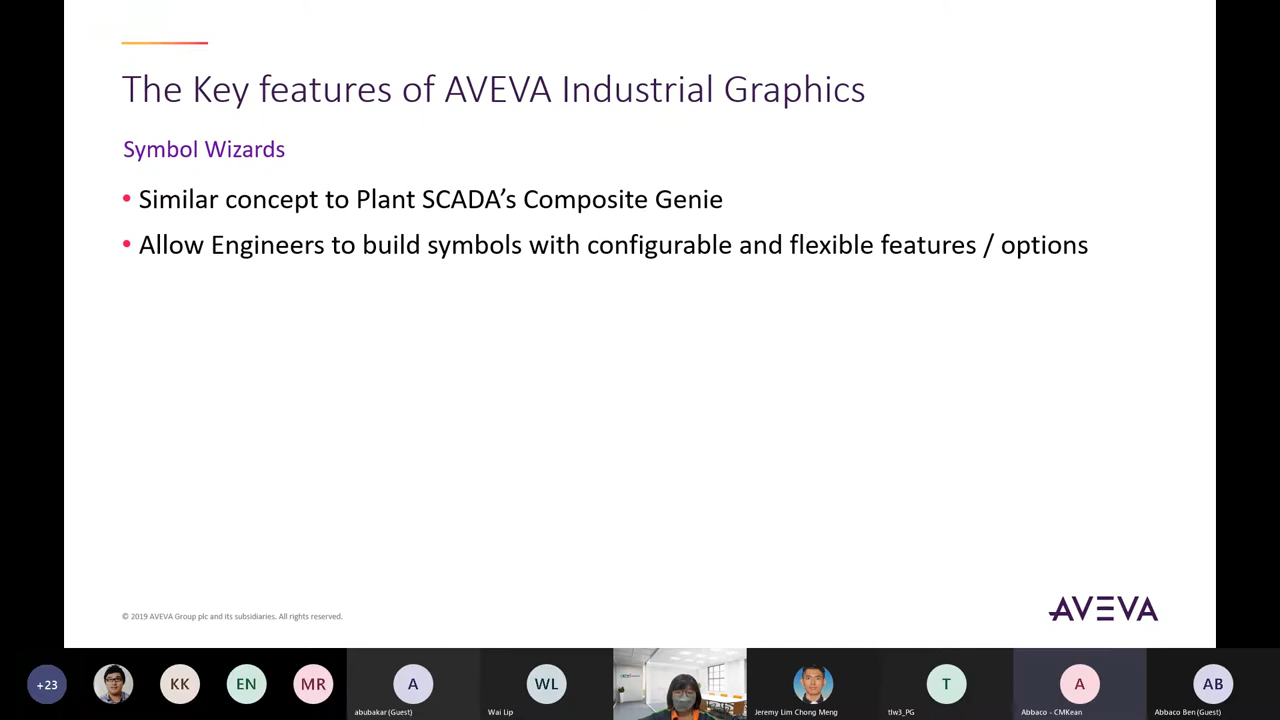 The Key features of AVEVA Industrial Graphics
Symbol Wizards
• Similar concept to Plant SCADA’s Composite Genie
• Allow Engineers to build symbols with configurable and flexible features / options
© 2019 AVEVA Group plc and its subsidiaries. All rights reserved.
AVEVA
+23
KK
EN
MR
A
WL
T
A
AB
abubakar (Guest)
Wai Lip
Jeremy Lim Chong Meng
tlw3_PG
Abbaco - CMKean
Abbaco Ben (Guest)